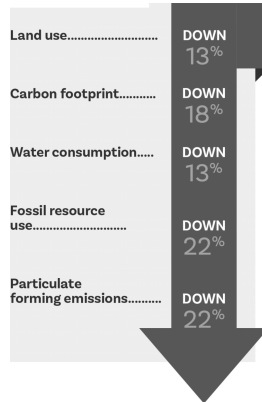 Land use........................... DOWN
13%
Carbon footprint........... DOWN
18%
Water consumption..... DOWN
13%
Fossil resource
use............................ DOWN
22%
Particulate
forming emissions.......... DOWN
22%